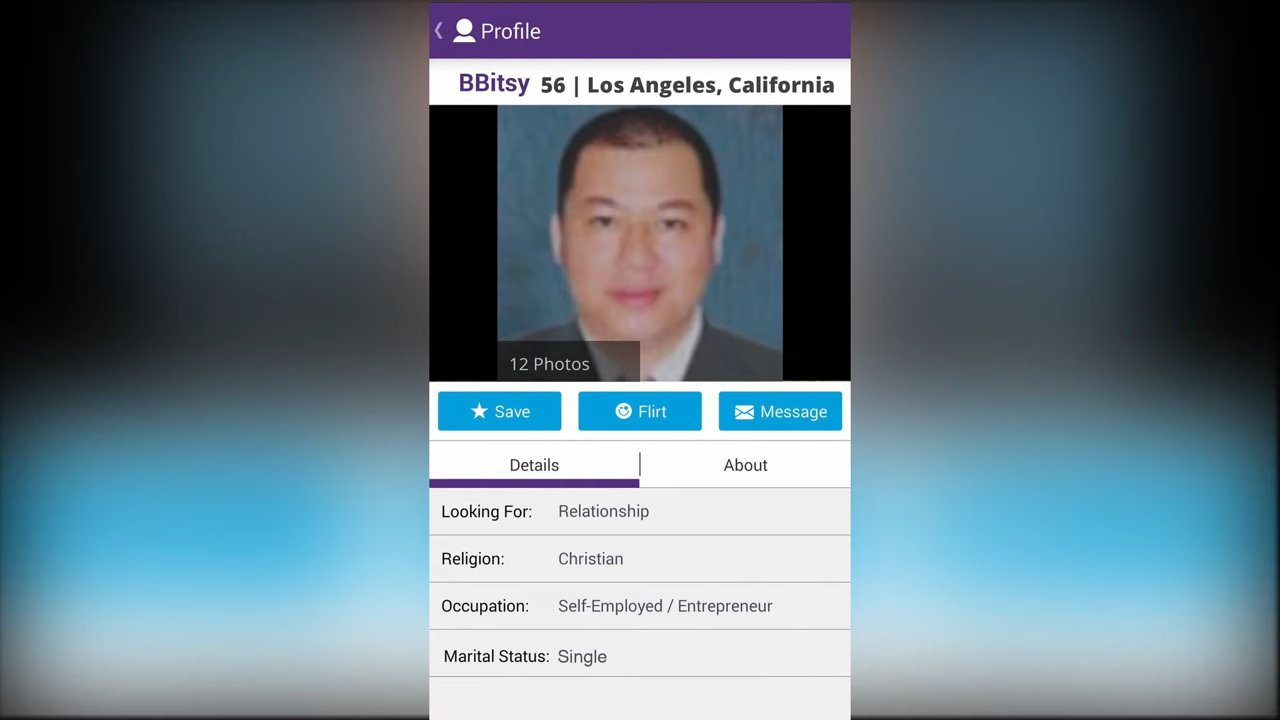 Profile
BBitsy 56 | Los Angeles, California
12 Photos
Save Flirt Message
Details About
Looking For: Relationship
Religion: Christian
Occupation: Self-Employed / Entrepreneur
Marital Status: Single